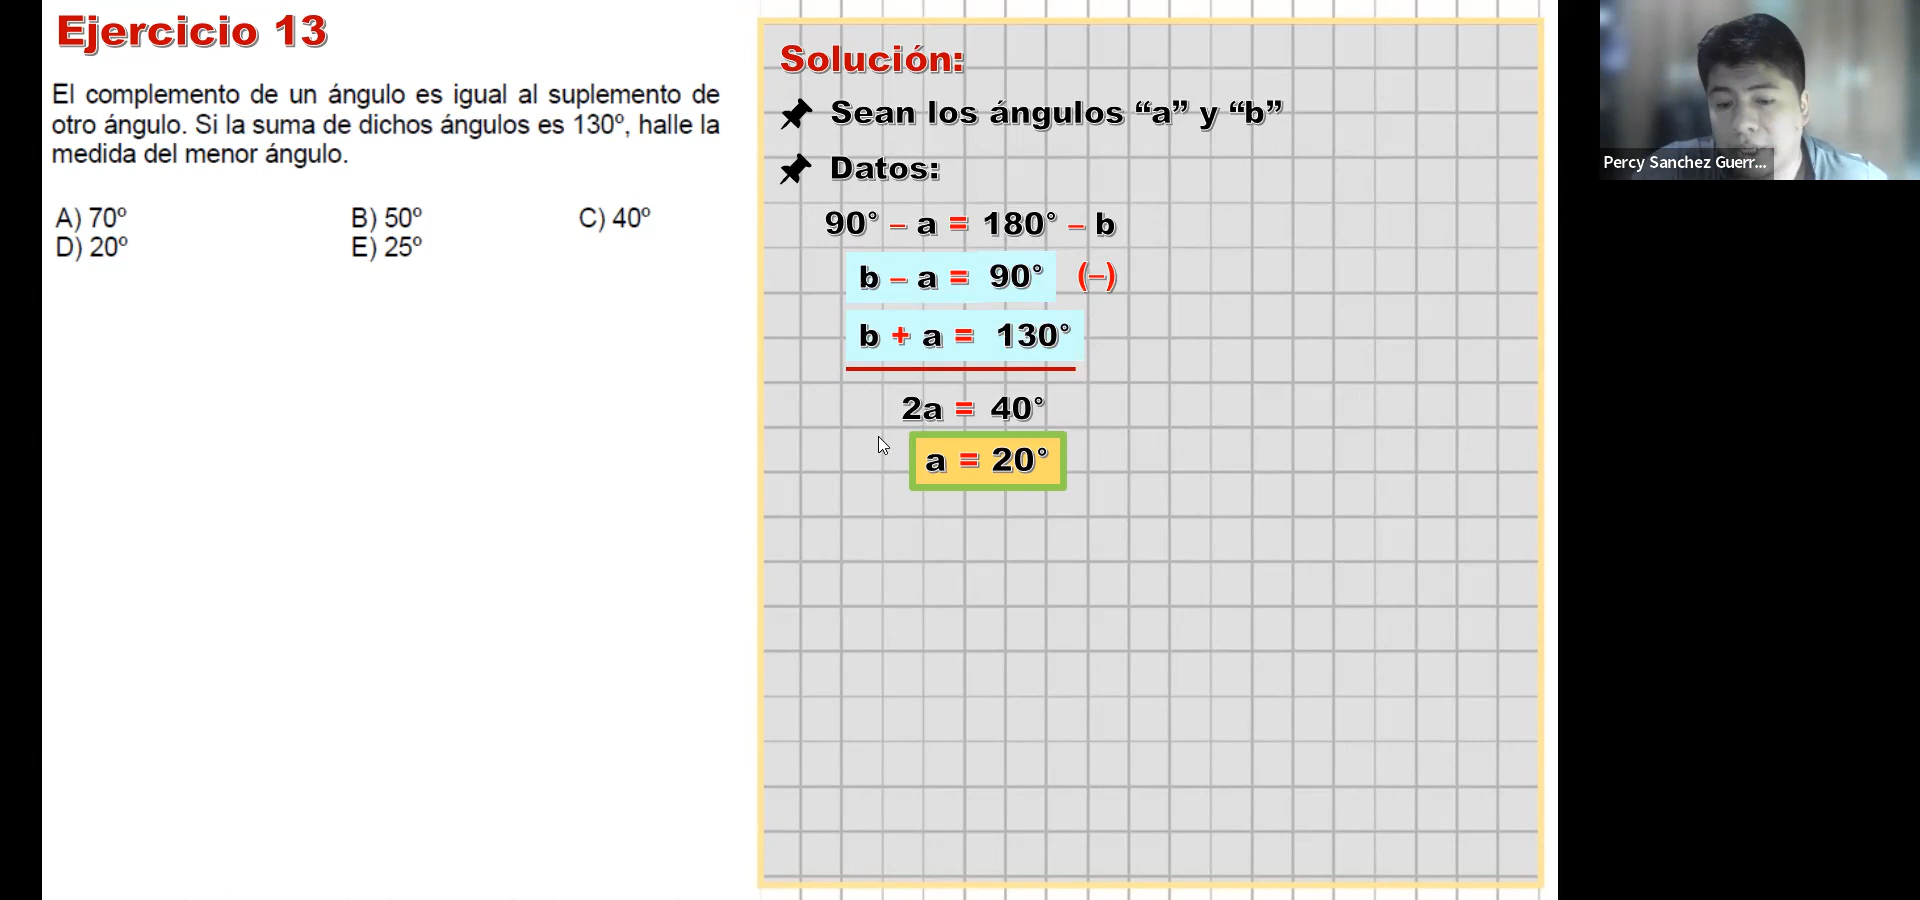 Ejercicio 13
El complemento de un ángulo es igual al suplemento de
otro ángulo. Si la suma de dichos ángulos es 130º, halle la
medida del menor ángulo.
A) 70º B) 50º C) 40º
D) 20º E) 25º
Solución:
Sean los ángulos “a” y “b”
Datos:
90° – a = 180° – b
b – a = 90° (–)
b + a = 130°
2a = 40°
a = 20°
Percy Sanchez Guerr...